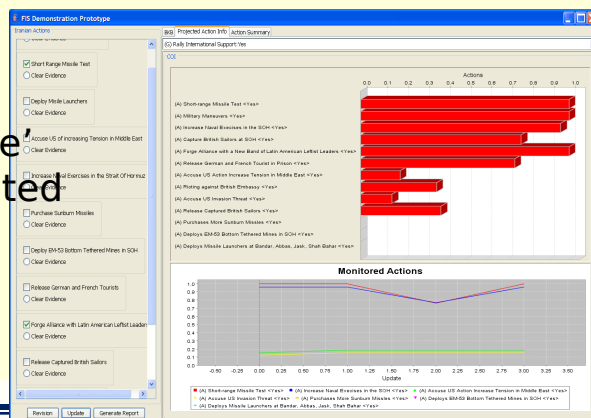 FIS Demonstration Prototype
Iranian Actions
Clear Evidence
Short Range Missile Test
Clear Evidence
Deploy Misile Launchers
Clear Evidence
e'
Accuse US of Increasing Tension in Middle East
Clear Evidence
Increase Naval Exercises in the Strait Of Hormuz
ted
Clear Evidence
Purchase Sunburn Missiles
Clear Evidence
Deploy EM-53 Bottom Tethered Mines in SOH
Clear Evidence
Release German and French Tourists
Clear Evidence
Forge Alliance with Latin American Leftist Leaders
Clear Evidence
Release Captured British Sailors
Clear Evidence
Revision Update Generate Report
BKB Projected Action Info Action Summary
(G) Rally International Support:Yes
COI
Actions
0.0 0.1 0.2 0.3 0.4 0.5 0.6 0.7 0.8 0.9 1.0
(A) Short-range Missile Test <Yes>
(A) Military Maneuvers <Yes>
(A) Increase Naval Exercises in the SOH <Yes>
(A) Capture British Sailors at SOH <Yes>
(A) Forge Alliance with a New Band of Latin American Leftist Leaders <Yes>
(A) Release German and French Tourist in Prison <Yes>
(A) Accuse US Action Increase Tension in Middle East <Yes>
(A) Rioting against British Embassy <Yes>
(A) Accuse US Invasion Threat <Yes>
(A) Release Captured British Sailors <Yes>
(A) Purchases More Sunburn Missiles <Yes>
(A) Deploys EM-53 Bottom Tethered Mines in SOH <Yes>
(A) Deploys Missile Launchers at Bandar, Abbas, Jask, Shah Bahar <Yes>
Monitored Actions
1.0
0.9
0.8
0.7
0.6
0.5
0.4
0.3
0.2
0.1
0.0
-0.50 -0.25 0.00 0.25 0.50 0.75 1.00 1.25 1.50 1.75 2.00 2.25 2.50 2.75 3.00 3.25 3.50
Update
(A) Short-range Missile Test <Yes> (A) Increase Naval Exercises in the SOH <Yes> (A) Accuse US Action Increase Tension in Middle East <Yes>
(A) Accuse US Invasion Threat <Yes> (A) Purchases More Sunburn Missiles <Yes> (A) Deploys EM-53 Bottom Tethered Mines in SOH <Yes>
(A) Deploys Missile Launchers at Bandar, Abbas, Jask, Shah Bahar <Yes>